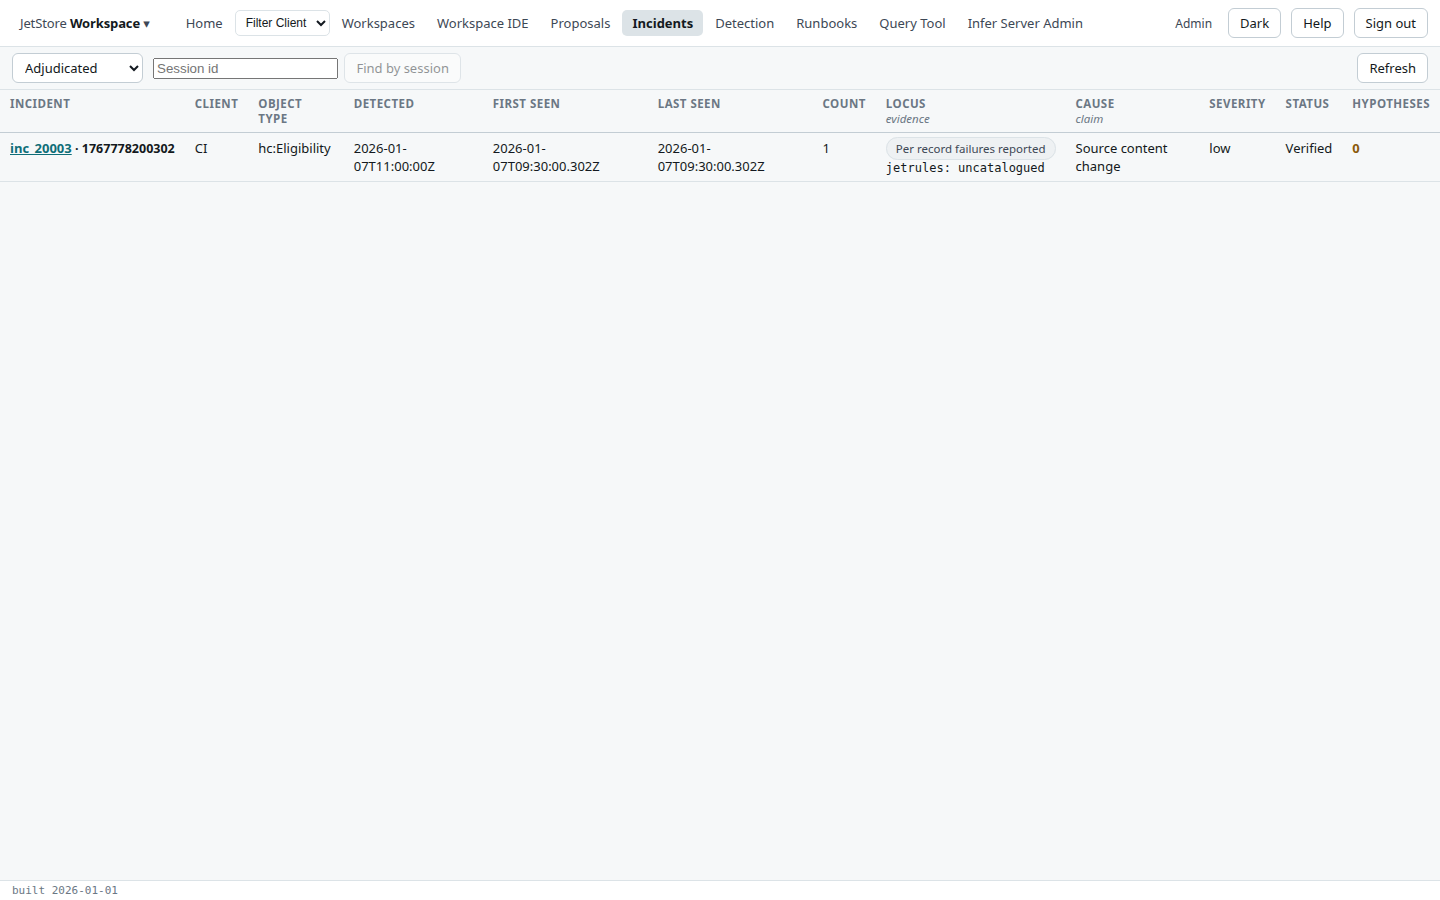 JetStore Workspace ▾ Home Filter Client Workspaces Workspace IDE Proposals Incidents Detection Runbooks Query Tool Infer Server Admin Admin Dark Help Sign out
Adjudicated Session id Find by session Refresh
INCIDENT CLIENT OBJECT TYPE DETECTED FIRST SEEN LAST SEEN COUNT LOCUS evidence CAUSE claim SEVERITY STATUS HYPOTHESES
inc_20003 · 1767778200302 CI hc:Eligibility 2026-01-07T11:00:00Z 2026-01-07T09:30:00.302Z 2026-01-07T09:30:00.302Z 1 Per record failures reported jetrules: uncatalogued Source content change low Verified 0
built 2026-01-01